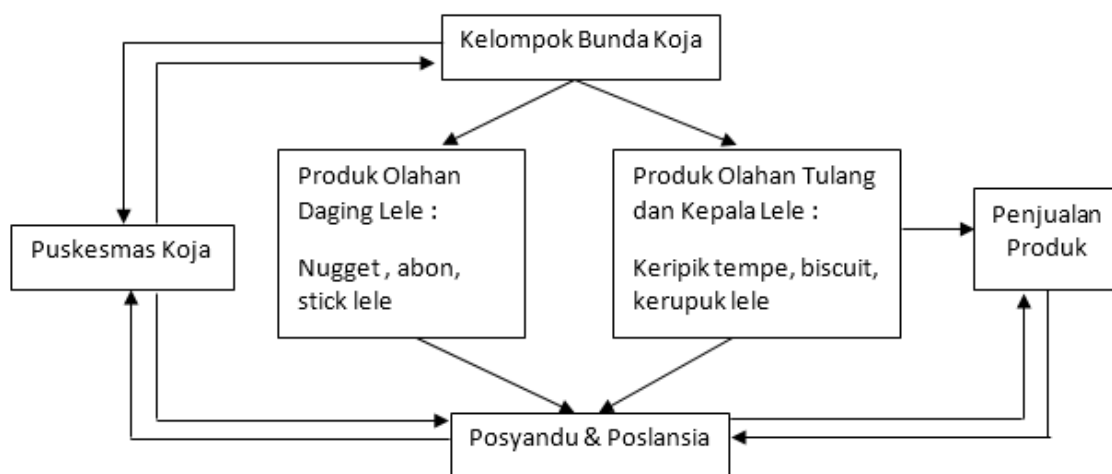 Kelompok Bunda Koja
Produk Olahan
Daging Lele :
Nugget , abon,
stick lele
Produk Olahan Tulang
dan Kepala Lele :
Keripik tempe, biscuit,
kerupuk lele
Penjualan
Produk
Puskesmas Koja
Posyandu & Poslansia